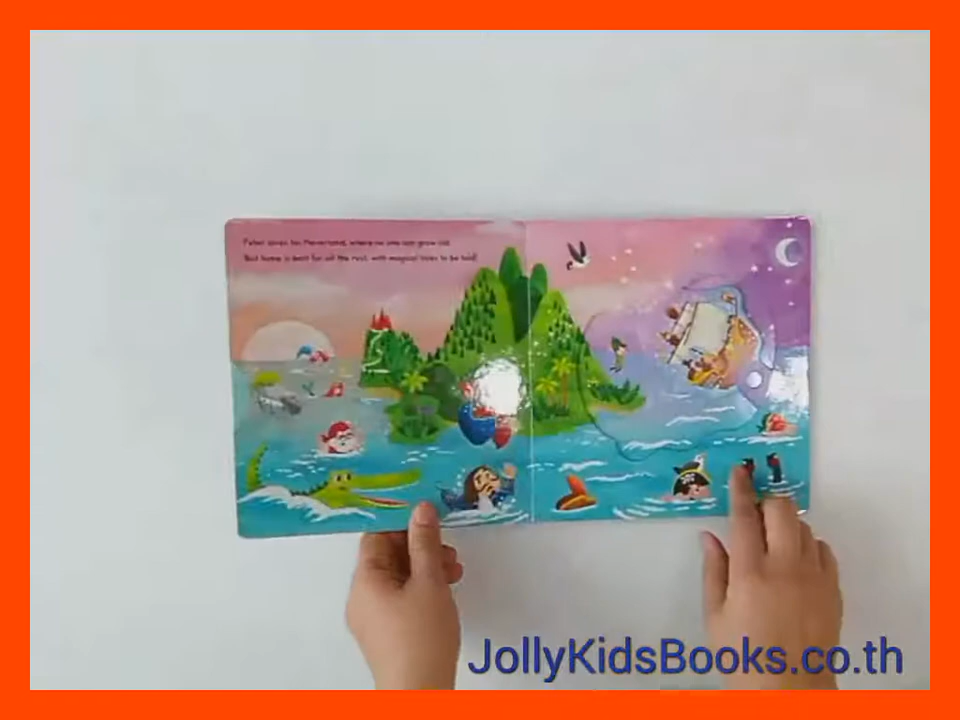 Peter loves his Neverland, where no one can grow old.
But home is best for all the rest, with magical tales to be told!
JollyKidsBooks.co.th